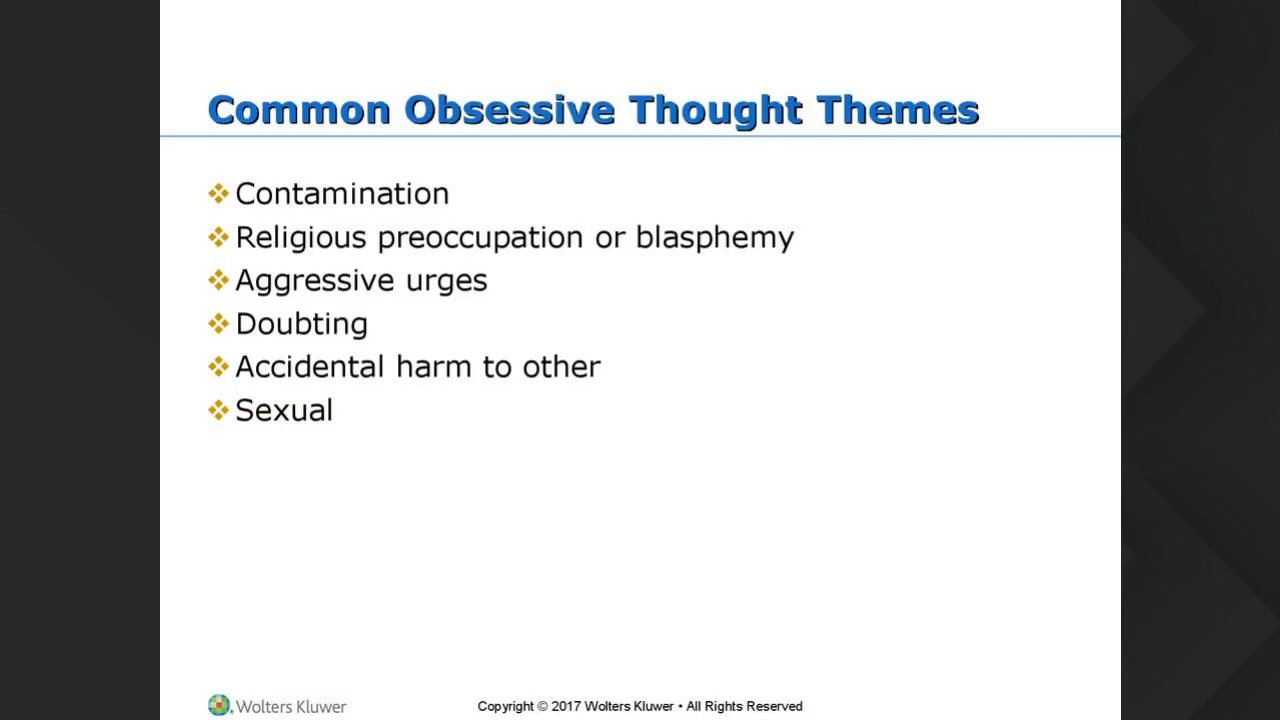 Common Obsessive Thought Themes
❖ Contamination
❖ Religious preoccupation or blasphemy
❖ Aggressive urges
❖ Doubting
❖ Accidental harm to other
❖ Sexual
Wolters Kluwer
Copyright © 2017 Wolters Kluwer • All Rights Reserved